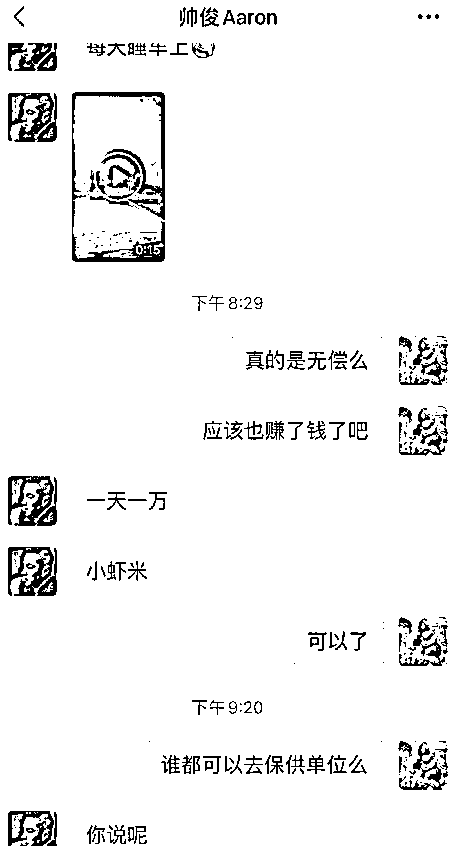 帅俊Aaron
每天睡车上
0:15
下午8:29
真的是无偿么
应该也赚了钱了吧
一天一万
小虾米
可以了
下午9:20
谁都可以去保供单位么
你说呢